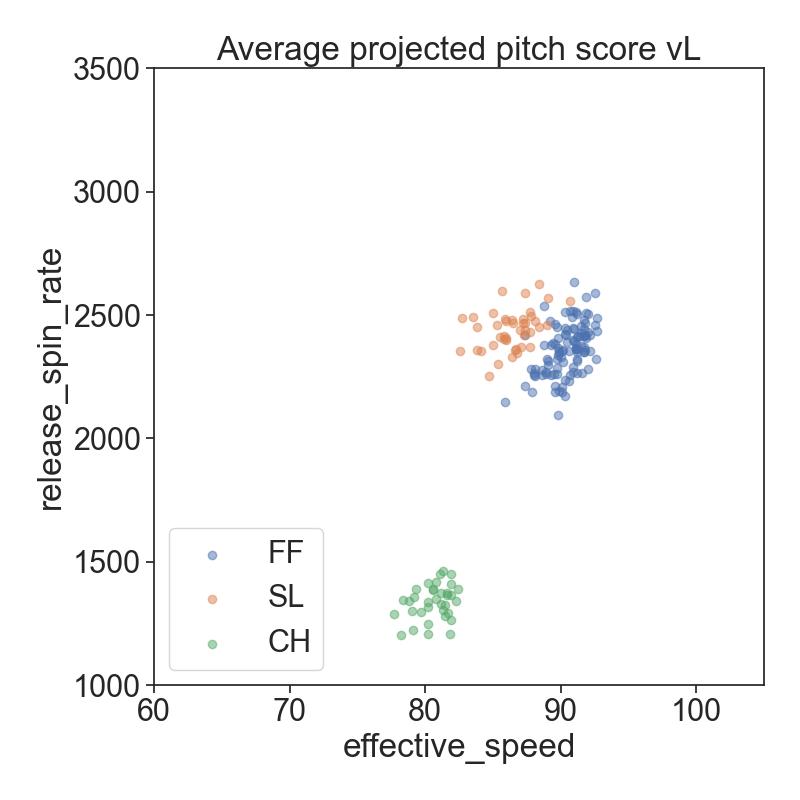 Average projected pitch score vL
3500
3000
2500
2000
1500
1000
release_spin_rate
FF
SL
CH
60
70
80
90
100
effective_speed